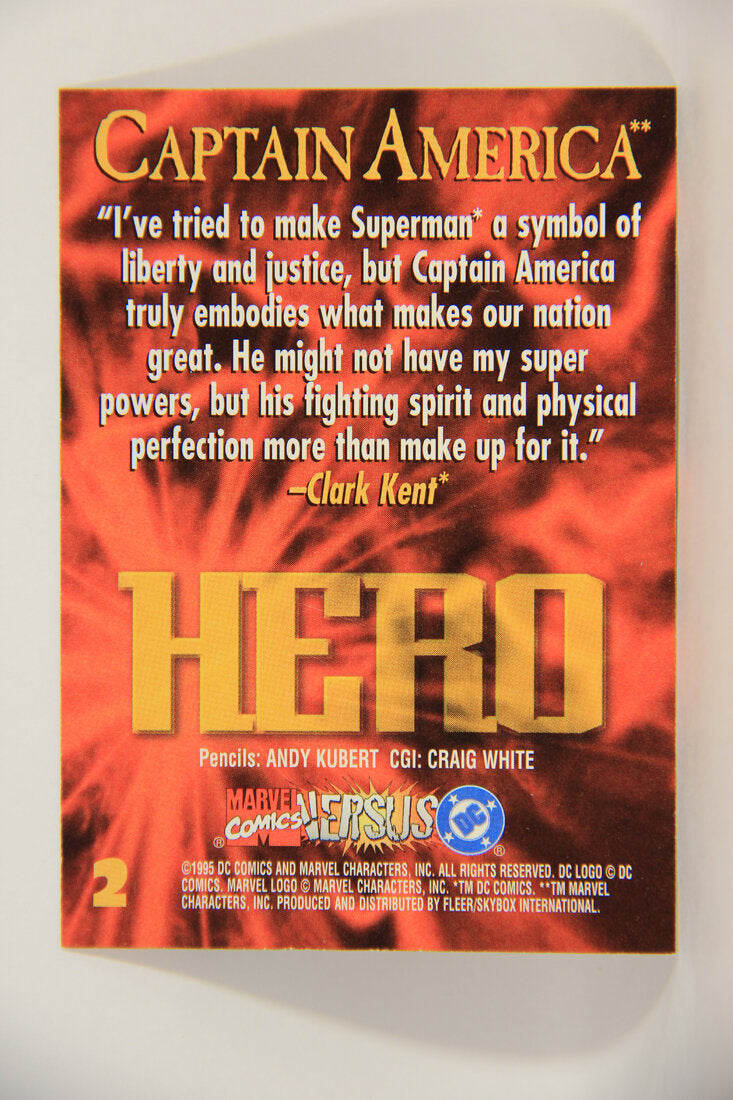 CAPTAIN AMERICA**
“I’ve tried to make Superman* a symbol of
liberty and justice, but Captain America
truly embodies what makes our nation
great. He might not have my super
powers, but his fighting spirit and physical
perfection more than make up for it.”
–Clark Kent*
HERO
Pencils: ANDY KUBERT CGI: CRAIG WHITE
MARVEL COMICS VERSUS DC
® ®
2
©1995 DC COMICS AND MARVEL CHARACTERS, INC. ALL RIGHTS RESERVED. DC LOGO © DC
COMICS. MARVEL LOGO © MARVEL CHARACTERS, INC. *TM DC COMICS. **TM MARVEL
CHARACTERS, INC. PRODUCED AND DISTRIBUTED BY FLEER/SKYBOX INTERNATIONAL.